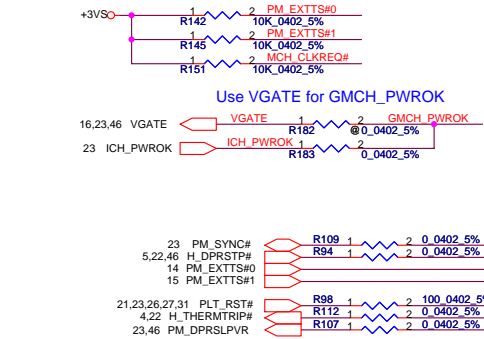 +3VS 1 2 PM_EXTTS#0
R142 10K_0402_5%
1 2 PM_EXTTS#1
R145 10K_0402_5%
1 2 MCH_CLKREQ#
R151 10K_0402_5%
Use VGATE for GMCH_PWROK
16,23,46 VGATE VGATE 1 2 GMCH_PWROK
R182 @0_0402_5%
23 ICH_PWROK ICH_PWROK 1 2
R183 0_0402_5%
23 PM_SYNC# R109 1 2 0_0402_5%
5,22,46 H_DPRSTP# R94 1 2 0_0402_5%
14 PM_EXTTS#0
15 PM_EXTTS#1
21,23,26,27,31 PLT_RST# R98 1 2 100_0402_5%
4,22 H_THERMTRIP# R112 1 2 0_0402_5%
23,46 PM_DPRSLPVR R107 1 2 0_0402_5%